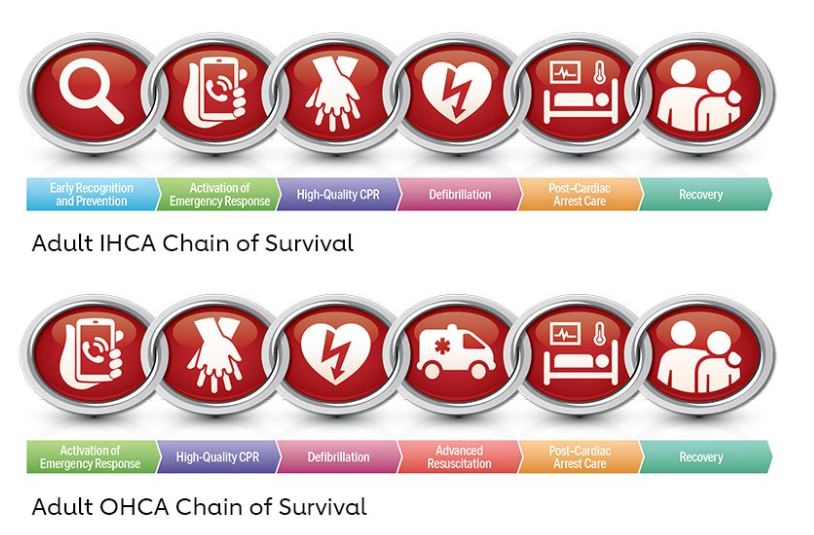 Early Recognition
and Prevention
Activation of
Emergency Response
High-Quality CPR
Defibrillation
Post–Cardiac
Arrest Care
Recovery
Adult IHCA Chain of Survival
Activation of
Emergency Response
High-Quality CPR
Defibrillation
Advanced
Resuscitation
Post-Cardiac
Arrest Care
Recovery
Adult OHCA Chain of Survival